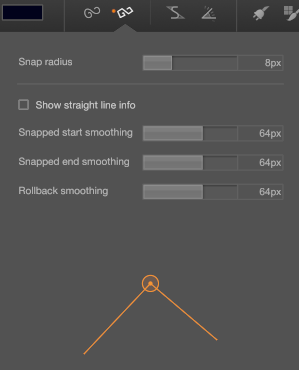 Snap radius 8px
Show straight line info
Snapped start smoothing 64px
Snapped end smoothing 64px
Rollback smoothing 64px